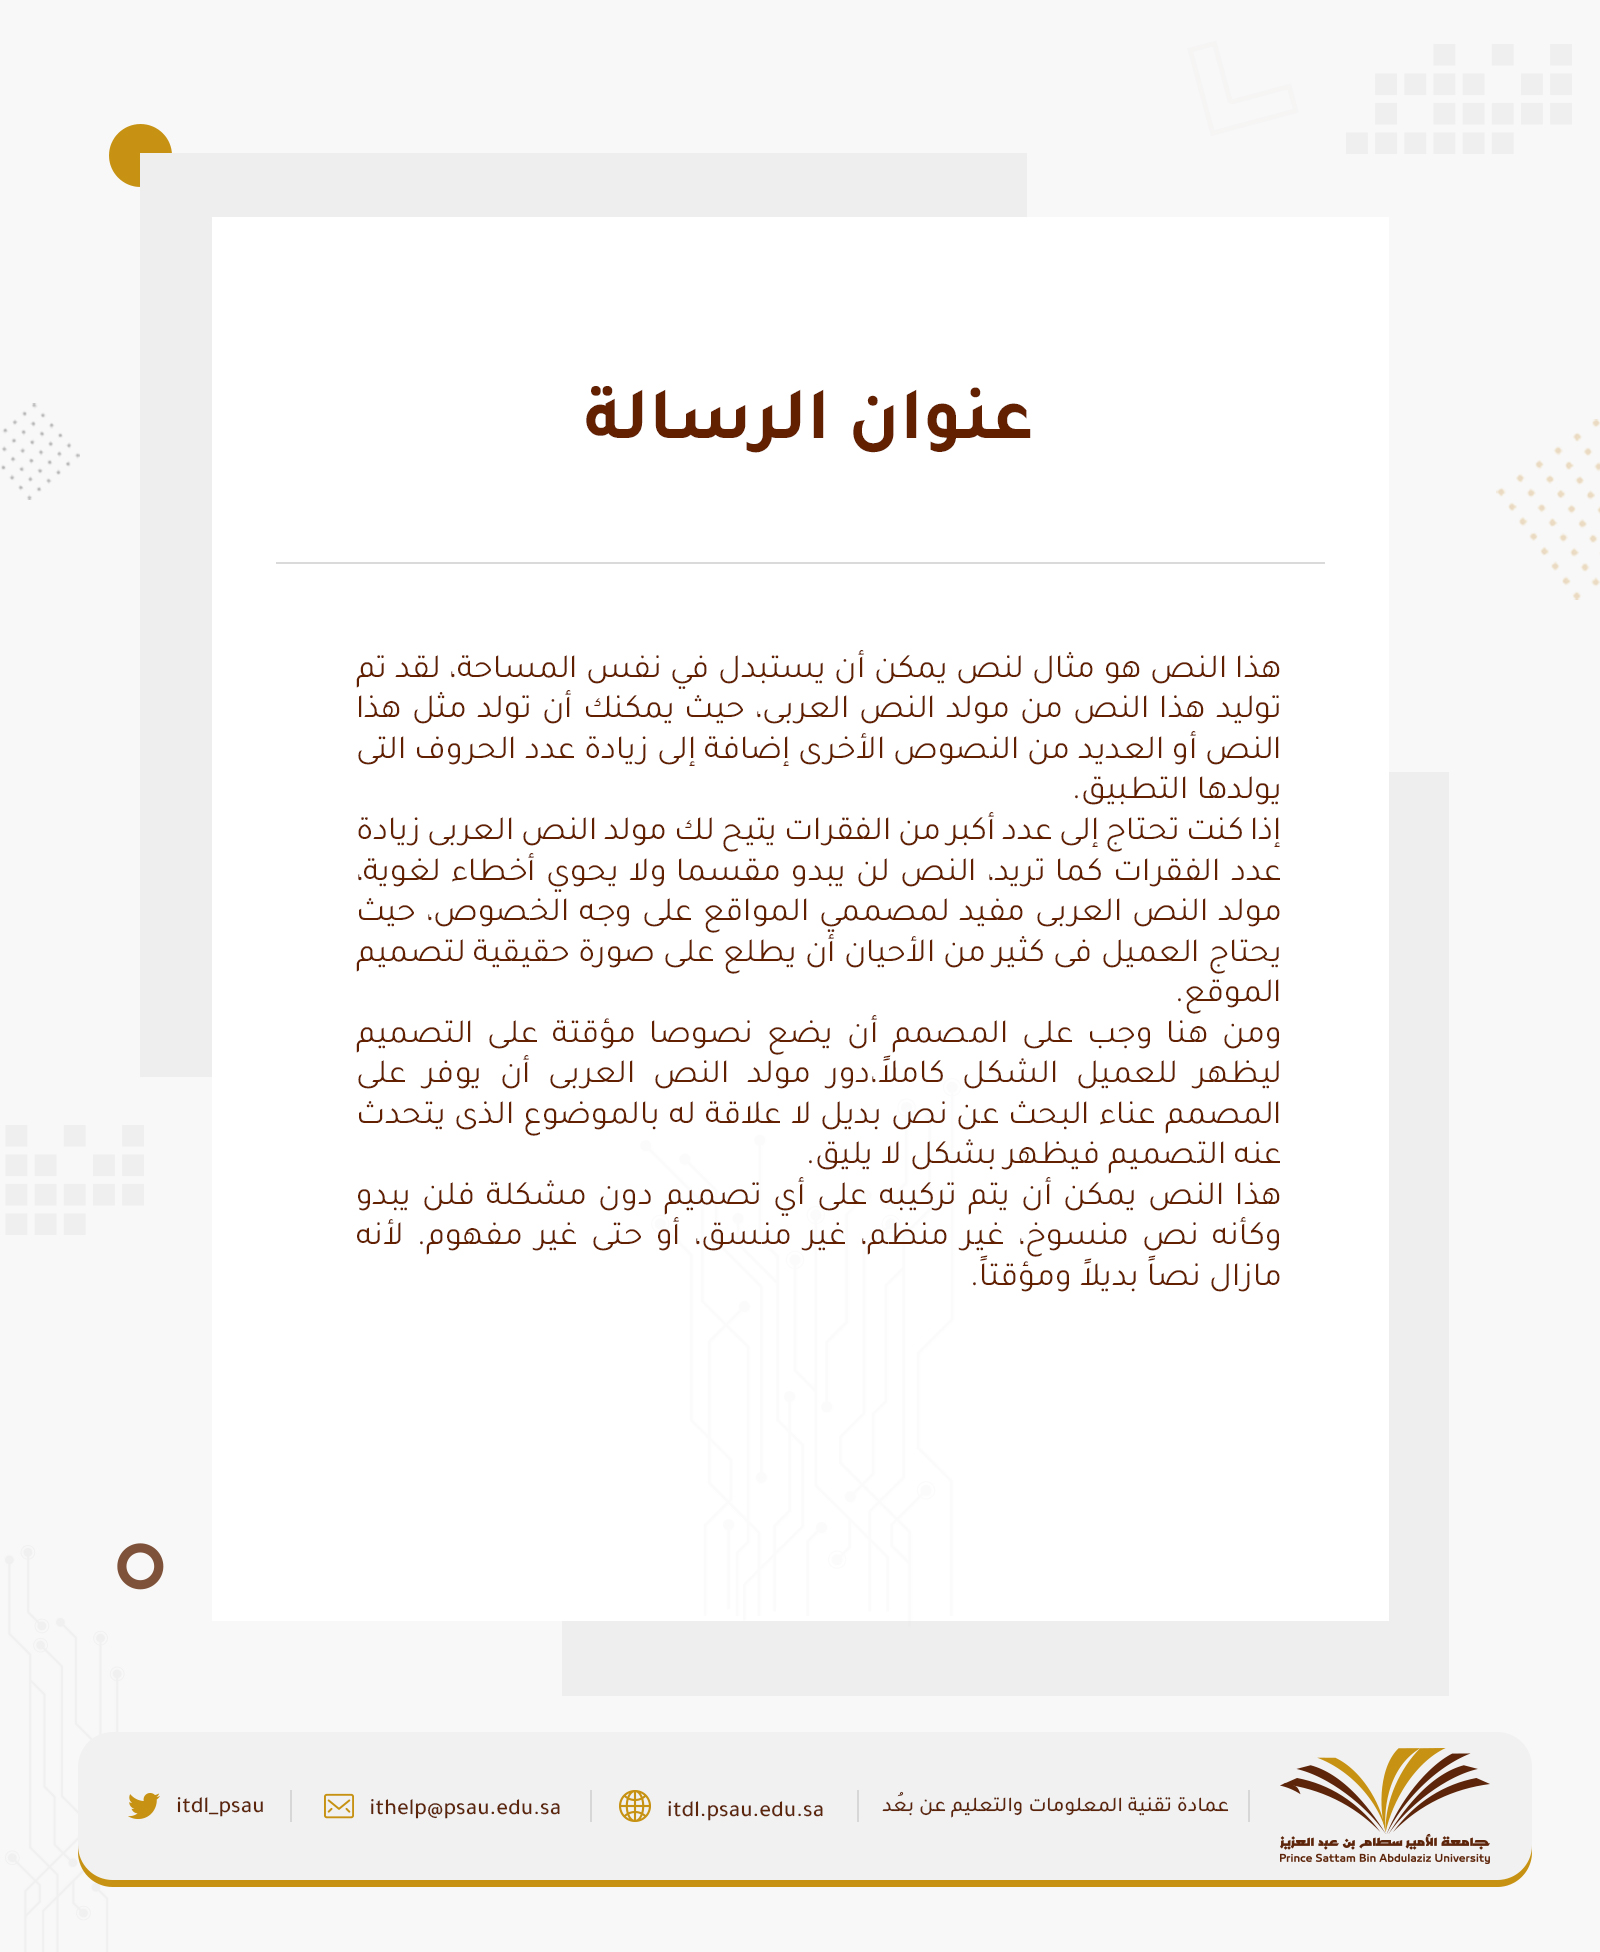 عنوان الرسالة
هذا النص هو مثال لنص يمكن أن يستبدل في نفس المساحة، لقد تم
توليد هذا النص من مولد النص العربى، حيث يمكنك أن تولد مثل هذا
النص أو العديد من النصوص الأخرى إضافة إلى زيادة عدد الحروف التى
يولدها التطبيق.
إذا كنت تحتاج إلى عدد أكبر من الفقرات يتيح لك مولد النص العربى زيادة
عدد الفقرات كما تريد، النص لن يبدو مقسما ولا يحوي أخطاء لغوية،
مولد النص العربى مفيد لمصممي المواقع على وجه الخصوص، حيث
يحتاج العميل فى كثير من الأحيان أن يطلع على صورة حقيقية لتصميم
الموقع.
ومن هنا وجب على المصمم أن يضع نصوصا مؤقتة على التصميم
ليظهر للعميل الشكل كاملاً،دور مولد النص العربى أن يوفر على
المصمم عناء البحث عن نص بديل لا علاقة له بالموضوع الذى يتحدث
عنه التصميم فيظهر بشكل لا يليق.
هذا النص يمكن أن يتم تركيبه على أي تصميم دون مشكلة فلن يبدو
وكأنه نص منسوخ، غير منظم، غير منسق، أو حتى غير مفهوم. لأنه
مازال نصاً بديلاً ومؤقتاً.
جامعة الأمير سطام بن عبد العزيز
Prince Sattam Bin Abdulaziz University
عمادة تقنية المعلومات والتعليم عن بعُد
itdl.psau.edu.sa
ithelp@psau.edu.sa
itdl_psau